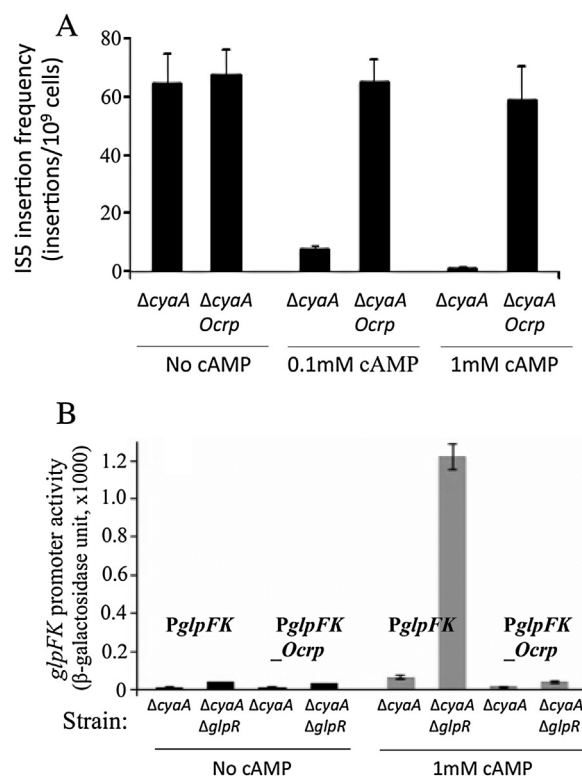 A
IS5 insertion frequency
(insertions/10⁹ cells)
80
60
40
20
0
ΔcyaA ΔcyaA ΔcyaA ΔcyaA ΔcyaA ΔcyaA
Ocrp Ocrp Ocrp
No cAMP 0.1mM cAMP 1mM cAMP
B
glpFK promoter activity
(β-galactosidase unit, x1000)
1.2
1.0
0.8
0.6
0.4
0.2
0
PglpFK PglpFK PglpFK PglpFK
_Ocrp _Ocrp
Strain: ΔcyaA ΔcyaA ΔcyaA ΔcyaA ΔcyaA ΔcyaA ΔcyaA ΔcyaA
ΔglpR ΔglpR ΔglpR ΔglpR
No cAMP 1mM cAMP